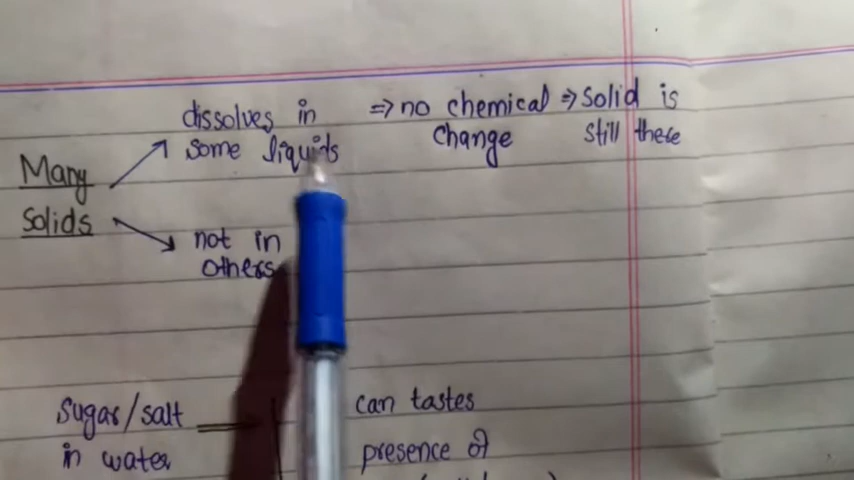 dissolves in ⇒ no chemical ⇒ Solid is
some liquids change still there
Many
Solids
not in
others
Sugar/salt can tastes
in water presence of